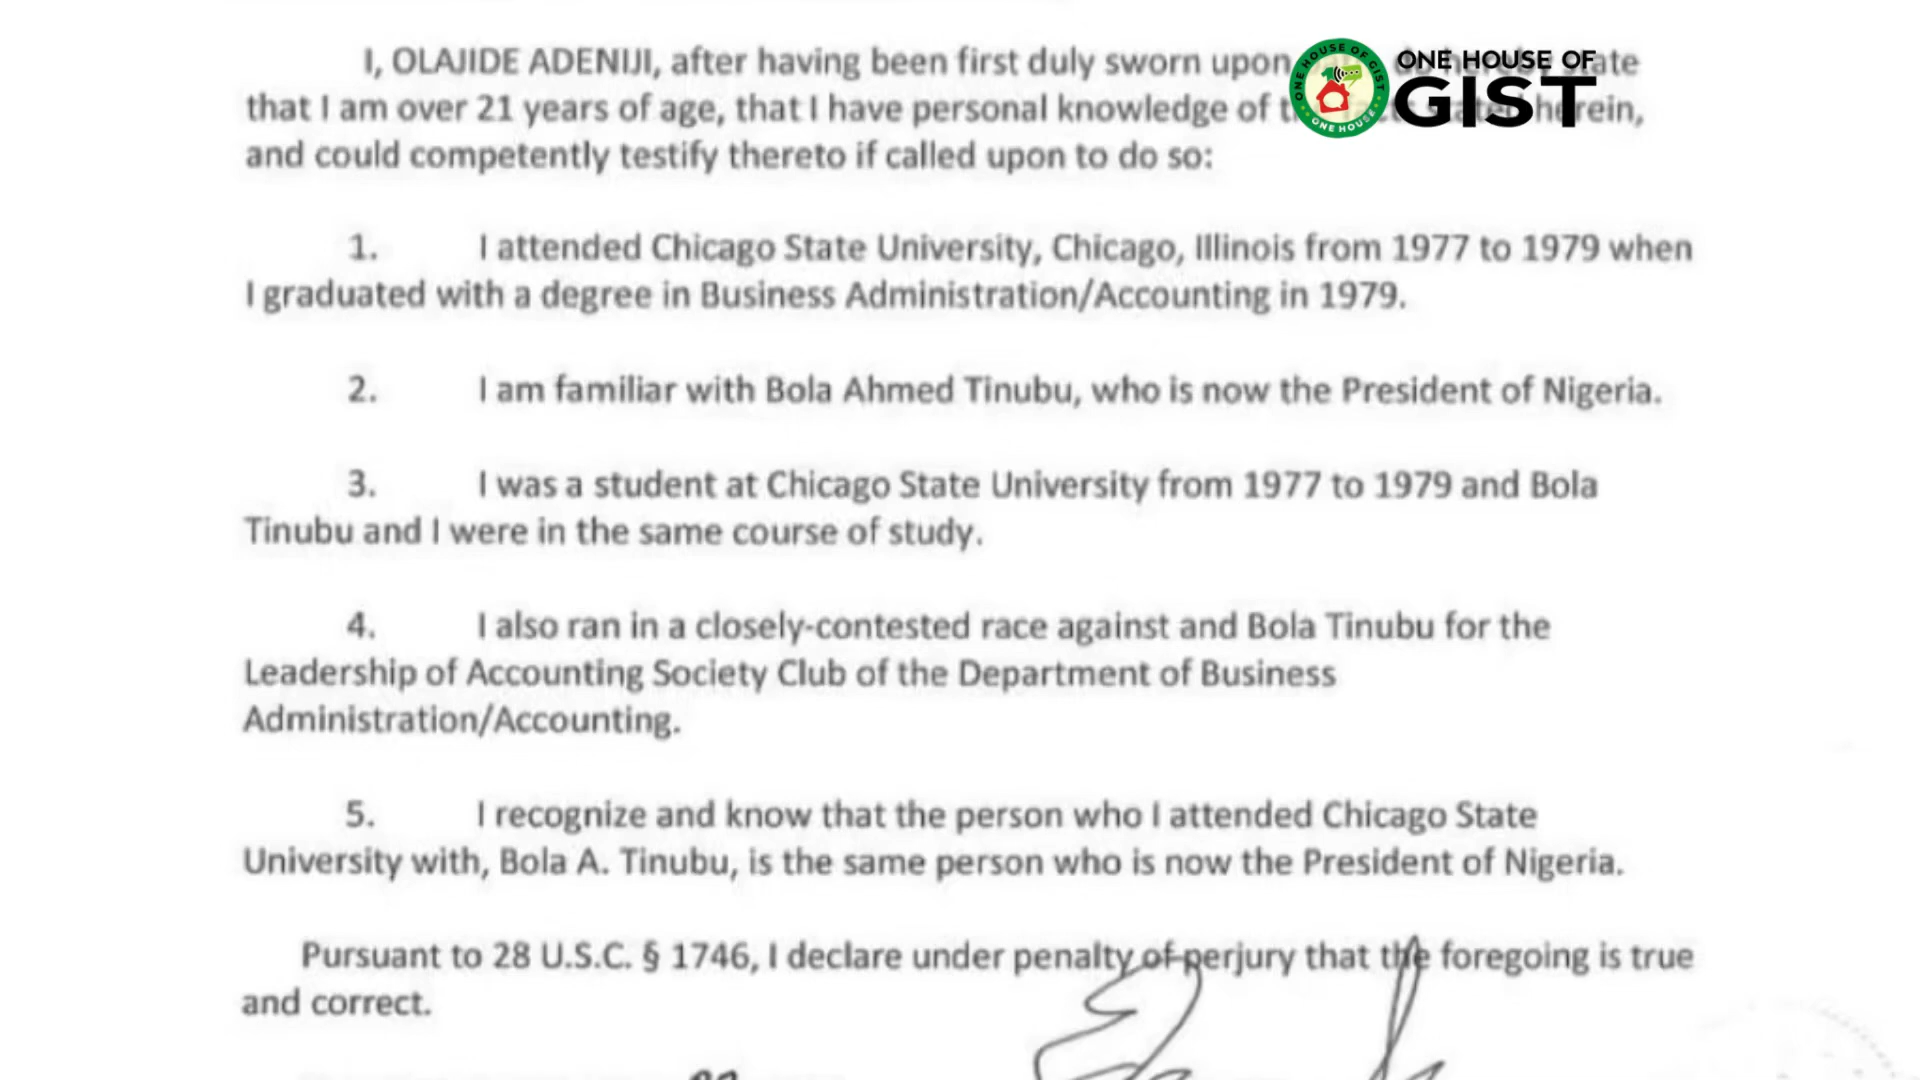 I, OLAJIDE ADENIJI, after having been first duly sworn upon state
that I am over 21 years of age, that I have personal knowledge of herein,
and could competently testify thereto if called upon to do so:
ONE HOUSE OF
GIST
ONE HOUSE OF GIST
ONE HOUSE
1. I attended Chicago State University, Chicago, Illinois from 1977 to 1979 when
I graduated with a degree in Business Administration/Accounting in 1979.
2. I am familiar with Bola Ahmed Tinubu, who is now the President of Nigeria.
3. I was a student at Chicago State University from 1977 to 1979 and Bola
Tinubu and I were in the same course of study.
4. I also ran in a closely-contested race against and Bola Tinubu for the
Leadership of Accounting Society Club of the Department of Business
Administration/Accounting.
5. I recognize and know that the person who I attended Chicago State
University with, Bola A. Tinubu, is the same person who is now the President of Nigeria.
Pursuant to 28 U.S.C. § 1746, I declare under penalty of perjury that the foregoing is true
and correct.